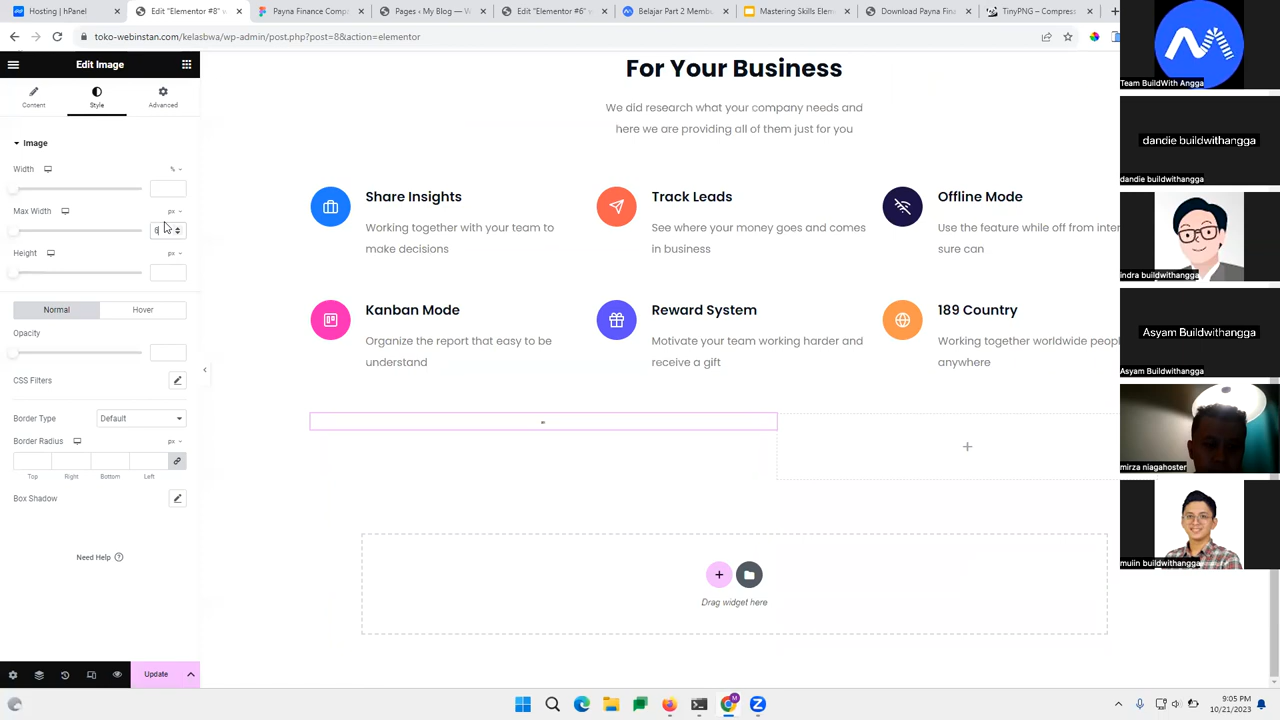 Hosting | hPanel
Edit "Elementor #8"
Payna Finance Comp
Pages ‹ My Blog — V
Edit "Elementor #6"
Belajar Part 2 Membu
Mastering Skills Elem
Download Payna Fina
TinyPNG – Compress
toko-webinstan.com/kelasbwa/wp-admin/post.php?post=8&action=elementor
Edit Image
Content
Style
Advanced
Image
Width
%
Max Width
px
Height
px
Normal
Hover
Opacity
CSS Filters
Border Type
Default
Border Radius
px
Top
Right
Bottom
Left
Box Shadow
Need Help
Update
For Your Business
We did research what your company needs and
here we are providing all of them just for you
Share Insights
Working together with your team to
make decisions
Track Leads
See where your money goes and comes
in business
Offline Mode
Use the feature while off from inter
sure can
Kanban Mode
Organize the report that easy to be
understand
Reward System
Motivate your team working harder and
receive a gift
189 Country
Working together worldwide peop
anywhere
Drag widget here
Team BuildWith Angga
dandie buildwithangga
dandie buildwithangga
indra buildwithangga
Asyam Buildwithangga
Asyam Buildwithangga
mirza niagahoster
muiin buildwithangga
9:05 PM
10/21/2023